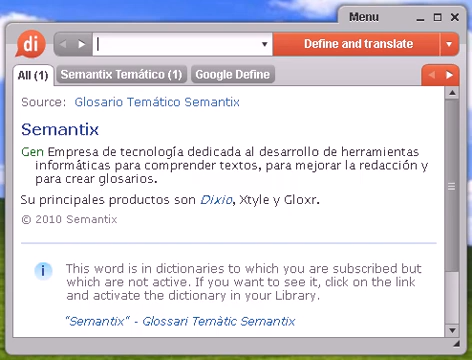 Menu
di
Define and translate
All (1)
Semantix Temático (1)
Google Define
Source: Glosario Temático Semantix
Semantix
Gen Empresa de tecnología dedicada al desarrollo de herramientas
informáticas para comprender textos, para mejorar la redacción y
para crear glosarios.
Su principales productos son Dixio, Xtyle y Gloxr.
© 2010 Semantix
i
This word is in dictionaries to which you are subscribed but
which are not active. If you want to see it, click on the link
and activate the dictionary in your Library.
"Semantix" - Glossari Temàtic Semantix